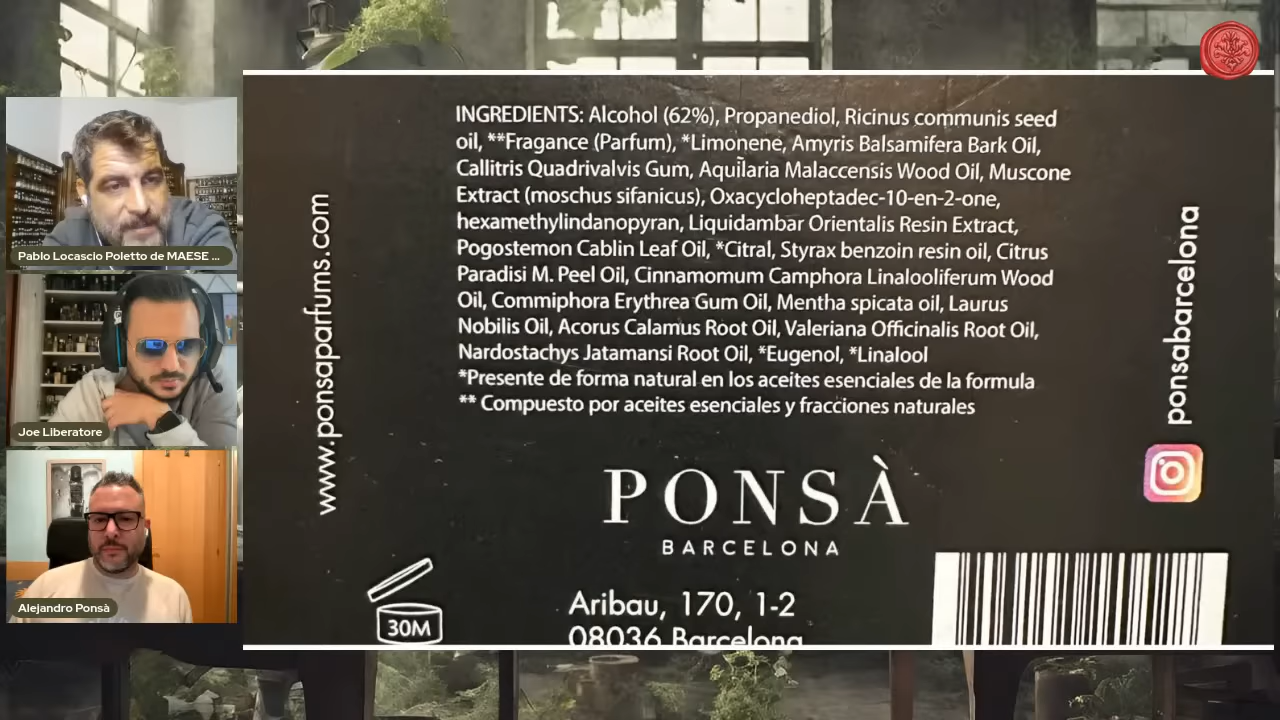 Pablo Locascio Poletto de MAESE ...
Joe Liberatore
Alejandro Ponsà
www.ponsaparfums.com
INGREDIENTS: Alcohol (62%), Propanediol, Ricinus communis seed
oil, **Fragance (Parfum), *Limonene, Amyris Balsamifera Bark Oil,
Callitris Quadrivalvis Gum, Aquilaria Malaccensis Wood Oil, Muscone
Extract (moschus sifanicus), Oxacycloheptadec-10-en-2-one,
hexamethylindanopyran, Liquidambar Orientalis Resin Extract,
Pogostemon Cablin Leaf Oil, *Citral, Styrax benzoin resin oil, Citrus
Paradisi M. Peel Oil, Cinnamomum Camphora Linalooliferum Wood
Oil, Commiphora Erythrea Gum Oil, Mentha spicata oil, Laurus
Nobilis Oil, Acorus Calamus Root Oil, Valeriana Officinalis Root Oil,
Nardostachys Jatamansi Root Oil, *Eugenol, *Linalool
*Presente de forma natural en los aceites esenciales de la formula
** Compuesto por aceites esenciales y fracciones naturales
PONSÀ
BARCELONA
30M
Aribau, 170, 1-2
08036 Barcelona
ponsabarcelona